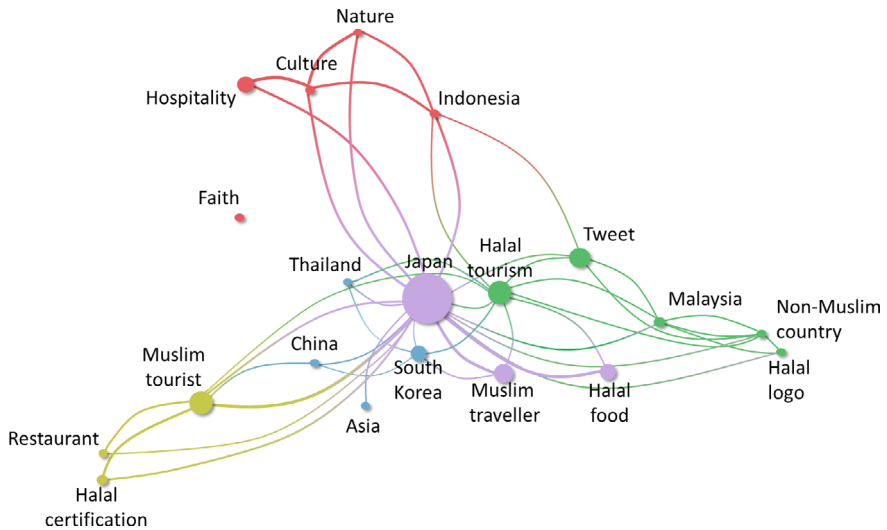 Nature
Culture
Hospitality
Indonesia
Faith
Tweet
Halal
tourism
Japan
Thailand
Malaysia
Non-Muslim
country
China
Muslim
tourist
South
Korea
Muslim
traveller
Halal
food
Halal
logo
Asia
Restaurant
Halal
certification